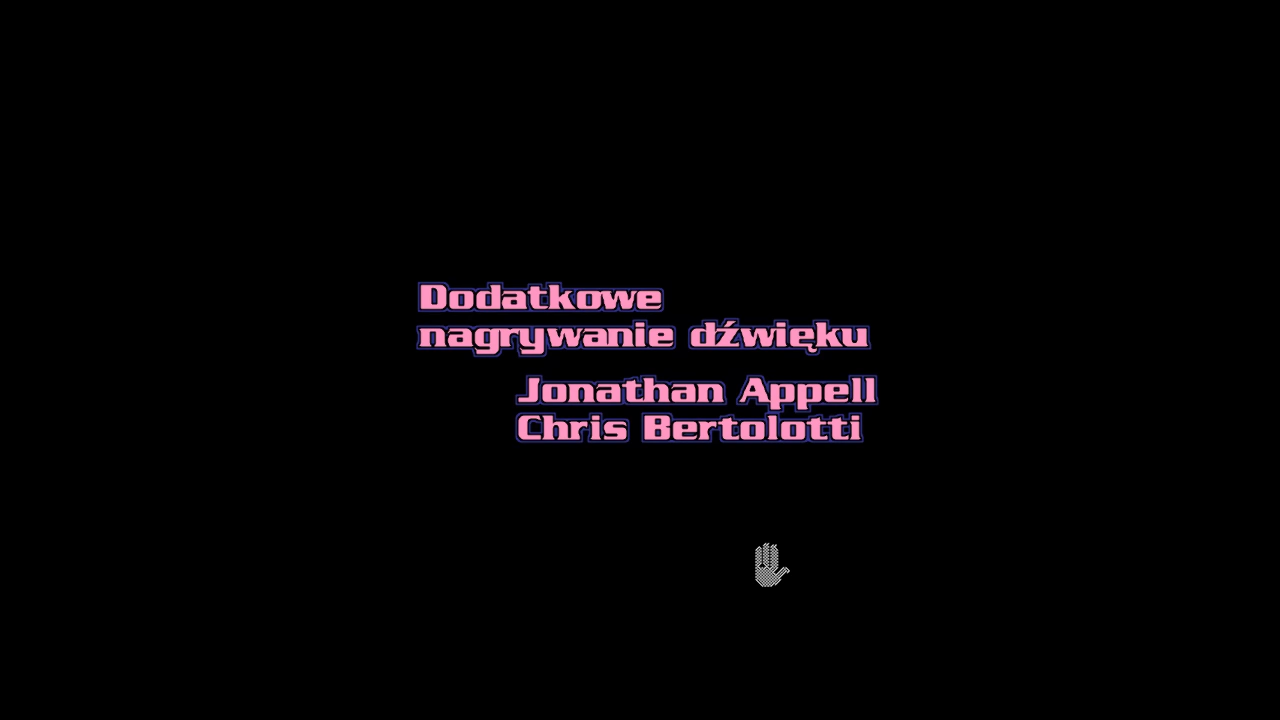 Dodatkowe
nagrywanie dźwięku
Jonathan Appell
Chris Bertolotti